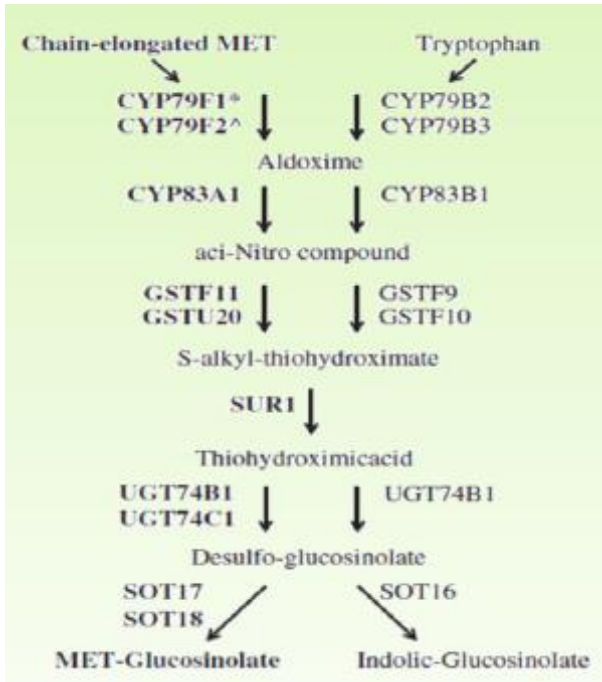 Chain-elongated MET Tryptophan
CYP79F1* CYP79B2
CYP79F2^ CYP79B3
Aldoxime
CYP83A1 CYP83B1
aci-Nitro compound
GSTF11 GSTF9
GSTU20 GSTF10
S-alkyl-thiohydroximate
SUR1
Thiohydroximicacid
UGT74B1 UGT74B1
UGT74C1
Desulfo-glucosinolate
SOT17 SOT16
SOT18
MET-Glucosinolate Indolic-Glucosinolate